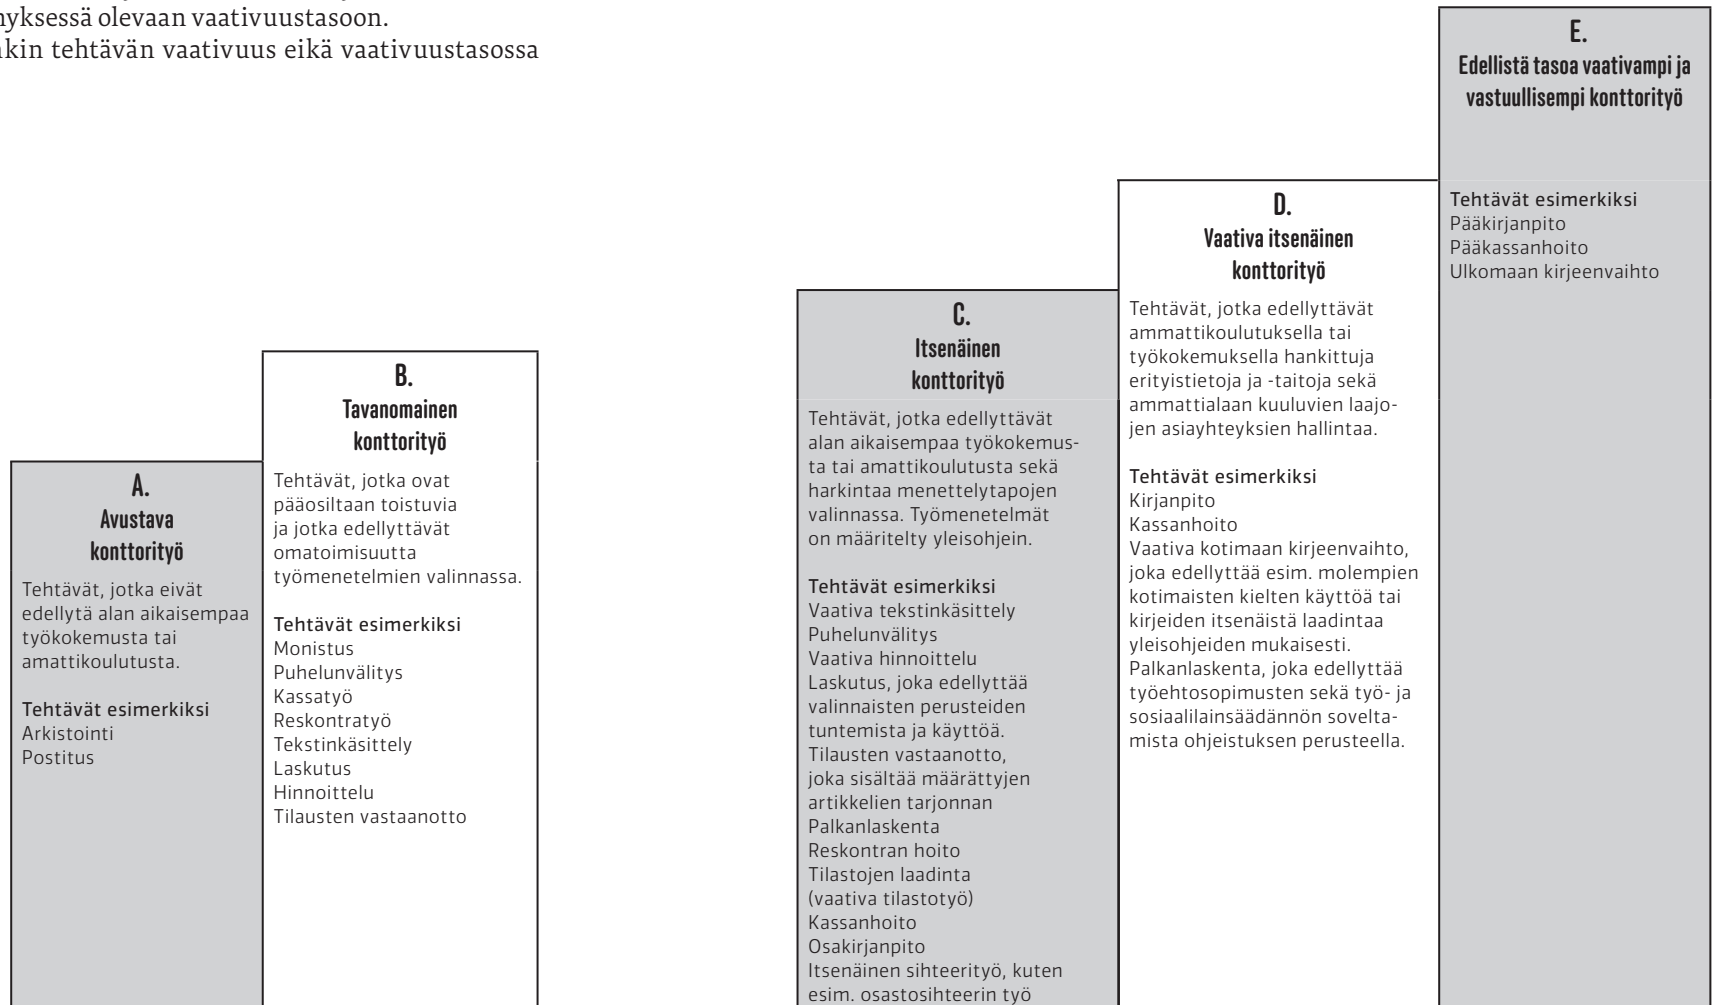 yksessä olevaan vaativuustasoon.
kin tehtävän vaativuus eikä vaativuustasossa
A.
Avustava
konttorityö
Tehtävät, jotka eivät
edellytä alan aikaisempaa
työkokemusta tai
amattikoulutusta.
Tehtävät esimerkiksi
Arkistointi
Postitus
B.
Tavanomainen
konttorityö
Tehtävät, jotka ovat
pääosiltaan toistuvia
ja jotka edellyttävät
omatoimisuutta
työmenetelmien valinnassa.
Tehtävät esimerkiksi
Monistus
Puhelunvälitys
Kassatyö
Reskontratyö
Tekstinkäsittely
Laskutus
Hinnoittelu
Tilausten vastaanotto
C.
Itsenäinen
konttorityö
Tehtävät, jotka edellyttävät
alan aikaisempaa työkokemus-
ta tai amattikoulutusta sekä
harkintaa menettelytapojen
valinnassa. Työmenetelmät
on määritelty yleisohjein.
Tehtävät esimerkiksi
Vaativa tekstinkäsittely
Puhelunvälitys
Vaativa hinnoittelu
Laskutus, joka edellyttää
valinnaisten perusteiden
tuntemista ja käyttöä.
Tilausten vastaanotto,
joka sisältää määrättyjen
artikkelien tarjonnan
Palkanlaskenta
Reskontran hoito
Tilastojen laadinta
(vaativa tilastotyö)
Kassanhoito
Osakirjanpito
Itsenäinen sihteerityö, kuten
esim. osastosihteerin työ
D.
Vaativa itsenäinen
konttorityö
Tehtävät, jotka edellyttävät
ammattikoulutuksella tai
työkokemuksella hankittuja
erityistietoja ja -taitoja sekä
ammattialaan kuuluvien laajo-
jen asiayhteyksien hallintaa.
Tehtävät esimerkiksi
Kirjanpito
Kassanhoito
Vaativa kotimaan kirjeenvaihto,
joka edellyttää esim. molempien
kotimaisten kielten käyttöä tai
kirjeiden itsenäistä laadintaa
yleisohjeiden mukaisesti.
Palkanlaskenta, joka edellyttää
työehtosopimusten sekä työ- ja
sosiaalilainsäädännön sovelta-
mista ohjeistuksen perusteella.
E.
Edellistä tasoa vaativampi ja
vastuullisempi konttorityö
Tehtävät esimerkiksi
Pääkirjanpito
Pääkassanhoito
Ulkomaan kirjeenvaihto